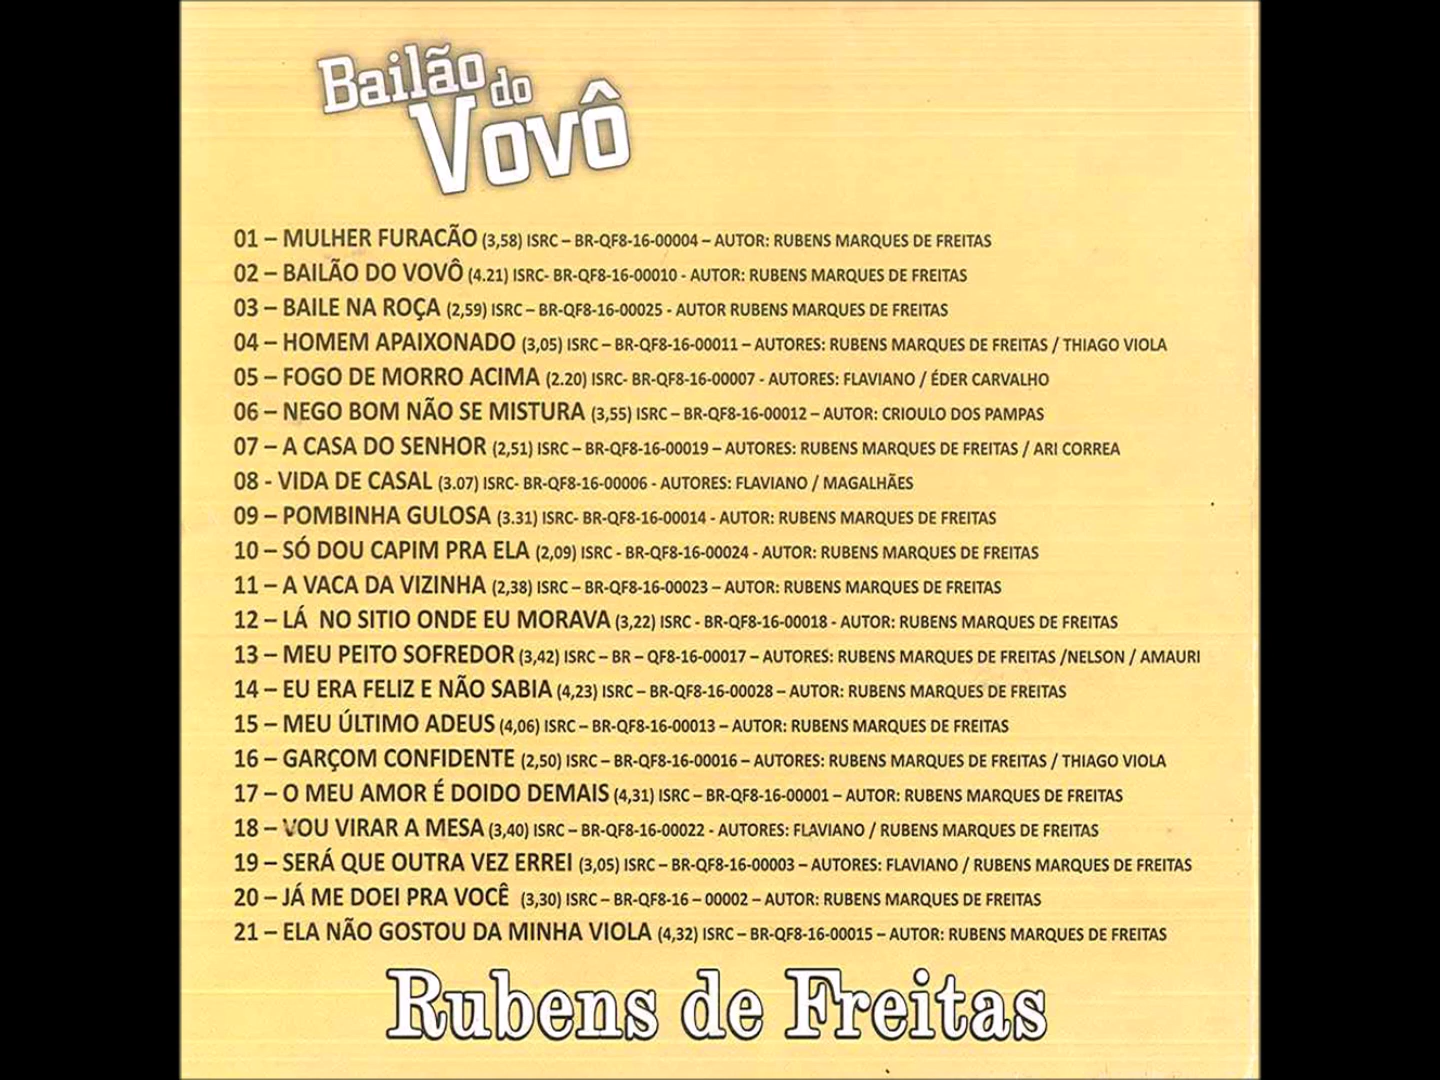 Bailão do
Vovô
01 – MULHER FURACÃO (3,58) ISRC – BR-QF8-16-00004 – AUTOR: RUBENS MARQUES DE FREITAS
02 – BAILÃO DO VOVÔ (4.21) ISRC- BR-QF8-16-00010 - AUTOR: RUBENS MARQUES DE FREITAS
03 – BAILE NA ROÇA (2,59) ISRC – BR-QF8-16-00025 - AUTOR RUBENS MARQUES DE FREITAS
04 – HOMEM APAIXONADO (3,05) ISRC – BR-QF8-16-00011 – AUTORES: RUBENS MARQUES DE FREITAS / THIAGO VIOLA
05 – FOGO DE MORRO ACIMA (2.20) ISRC- BR-QF8-16-00007 - AUTORES: FLAVIANO / ÉDER CARVALHO
06 – NEGO BOM NÃO SE MISTURA (3,55) ISRC – BR-QF8-16-00012 – AUTOR: CRIOULO DOS PAMPAS
07 – A CASA DO SENHOR (2,51) ISRC – BR-QF8-16-00019 – AUTORES: RUBENS MARQUES DE FREITAS / ARI CORREA
08 - VIDA DE CASAL (3.07) ISRC- BR-QF8-16-00006 - AUTORES: FLAVIANO / MAGALHÃES
09 – POMBINHA GULOSA (3.31) ISRC- BR-QF8-16-00014 - AUTOR: RUBENS MARQUES DE FREITAS
10 – SÓ DOU CAPIM PRA ELA (2,09) ISRC - BR-QF8-16-00024 - AUTOR: RUBENS MARQUES DE FREITAS
11 – A VACA DA VIZINHA (2,38) ISRC – BR-QF8-16-00023 – AUTOR: RUBENS MARQUES DE FREITAS
12 – LÁ  NO SITIO ONDE EU MORAVA (3,22) ISRC - BR-QF8-16-00018 - AUTOR: RUBENS MARQUES DE FREITAS
13 – MEU PEITO SOFREDOR (3,42) ISRC – BR – QF8-16-00017 – AUTORES: RUBENS MARQUES DE FREITAS /NELSON / AMAURI
14 – EU ERA FELIZ E NÃO SABIA (4,23) ISRC – BR-QF8-16-00028 – AUTOR: RUBENS MARQUES DE FREITAS
15 – MEU ÚLTIMO ADEUS (4,06) ISRC – BR-QF8-16-00013 – AUTOR: RUBENS MARQUES DE FREITAS
16 – GARÇOM CONFIDENTE (2,50) ISRC – BR-QF8-16-00016 – AUTORES: RUBENS MARQUES DE FREITAS / THIAGO VIOLA
17 – O MEU AMOR É DOIDO DEMAIS (4,31) ISRC – BR-QF8-16-00001 – AUTOR: RUBENS MARQUES DE FREITAS
18 – VOU VIRAR A MESA (3,40) ISRC – BR-QF8-16-00022 - AUTORES: FLAVIANO / RUBENS MARQUES DE FREITAS
19 – SERÁ QUE OUTRA VEZ ERREI (3,05) ISRC – BR-QF8-16-00003 – AUTORES: FLAVIANO / RUBENS MARQUES DE FREITAS
20 – JÁ ME DOEI PRA VOCÊ  (3,30) ISRC – BR-QF8-16 – 00002 – AUTOR: RUBENS MARQUES DE FREITAS
21 – ELA NÃO GOSTOU DA MINHA VIOLA (4,32) ISRC – BR-QF8-16-00015 – AUTOR: RUBENS MARQUES DE FREITAS
Rubens de Freitas